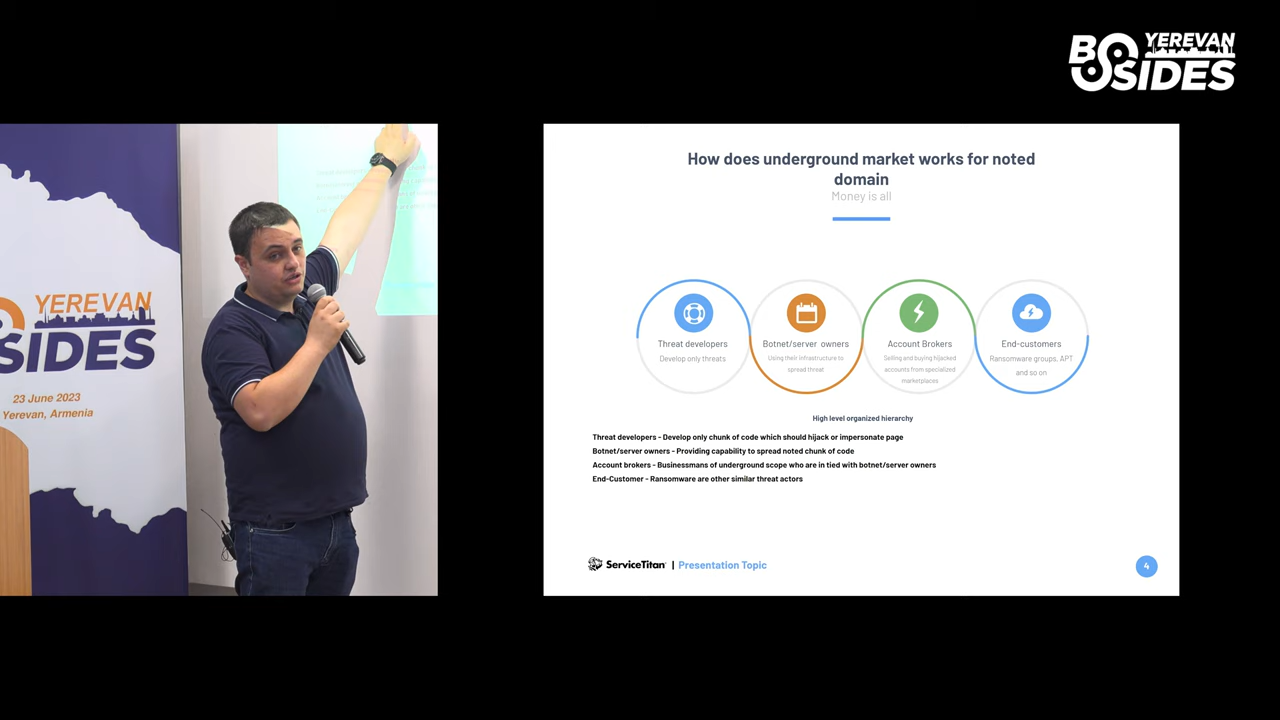 BSIDES YEREVAN
YEREVAN
SIDES
23 June 2023
Yerevan, Armenia
How does underground market works for noted
domain
Money is all
Threat developers
Develop only threats
Botnet/server owners
Using their infrastructure to
spread threat
Account Brokers
Selling and buying hijacked
accounts from specialized
marketplaces
End-customers
Ransomware groups, APT
and so on
High level organized hierarchy
Threat developers - Develop only chunk of code which should hijack or impersonate page
Botnet/server owners - Providing capability to spread noted chunk of code
Account brokers - Businessmans of underground scope who are in tied with botnet/server owners
End-Customer - Ransomware are other similar threat actors
ServiceTitan | Presentation Topic
4